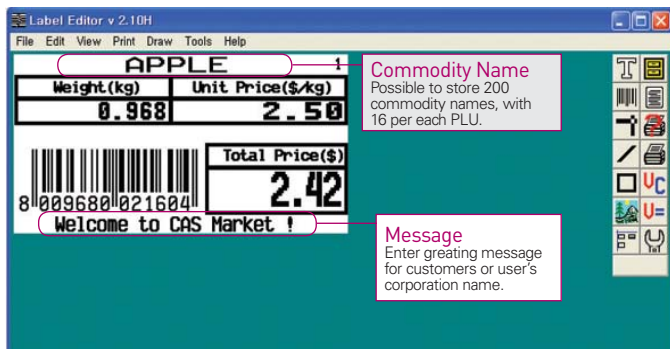 Label Editor v 2.10H
File Edit View Print Draw Tools Help
APPLE 1
Weight(kg) Unit Price($/kg)
0.968 2.50
Total Price($)
2.42
8 009680 021604
Welcome to CAS Market !
Commodity Name
Possible to store 200
commodity names, with
16 per each PLU.
Message
Enter greating message
for customers or user's
corporation name.
T
UC
U=